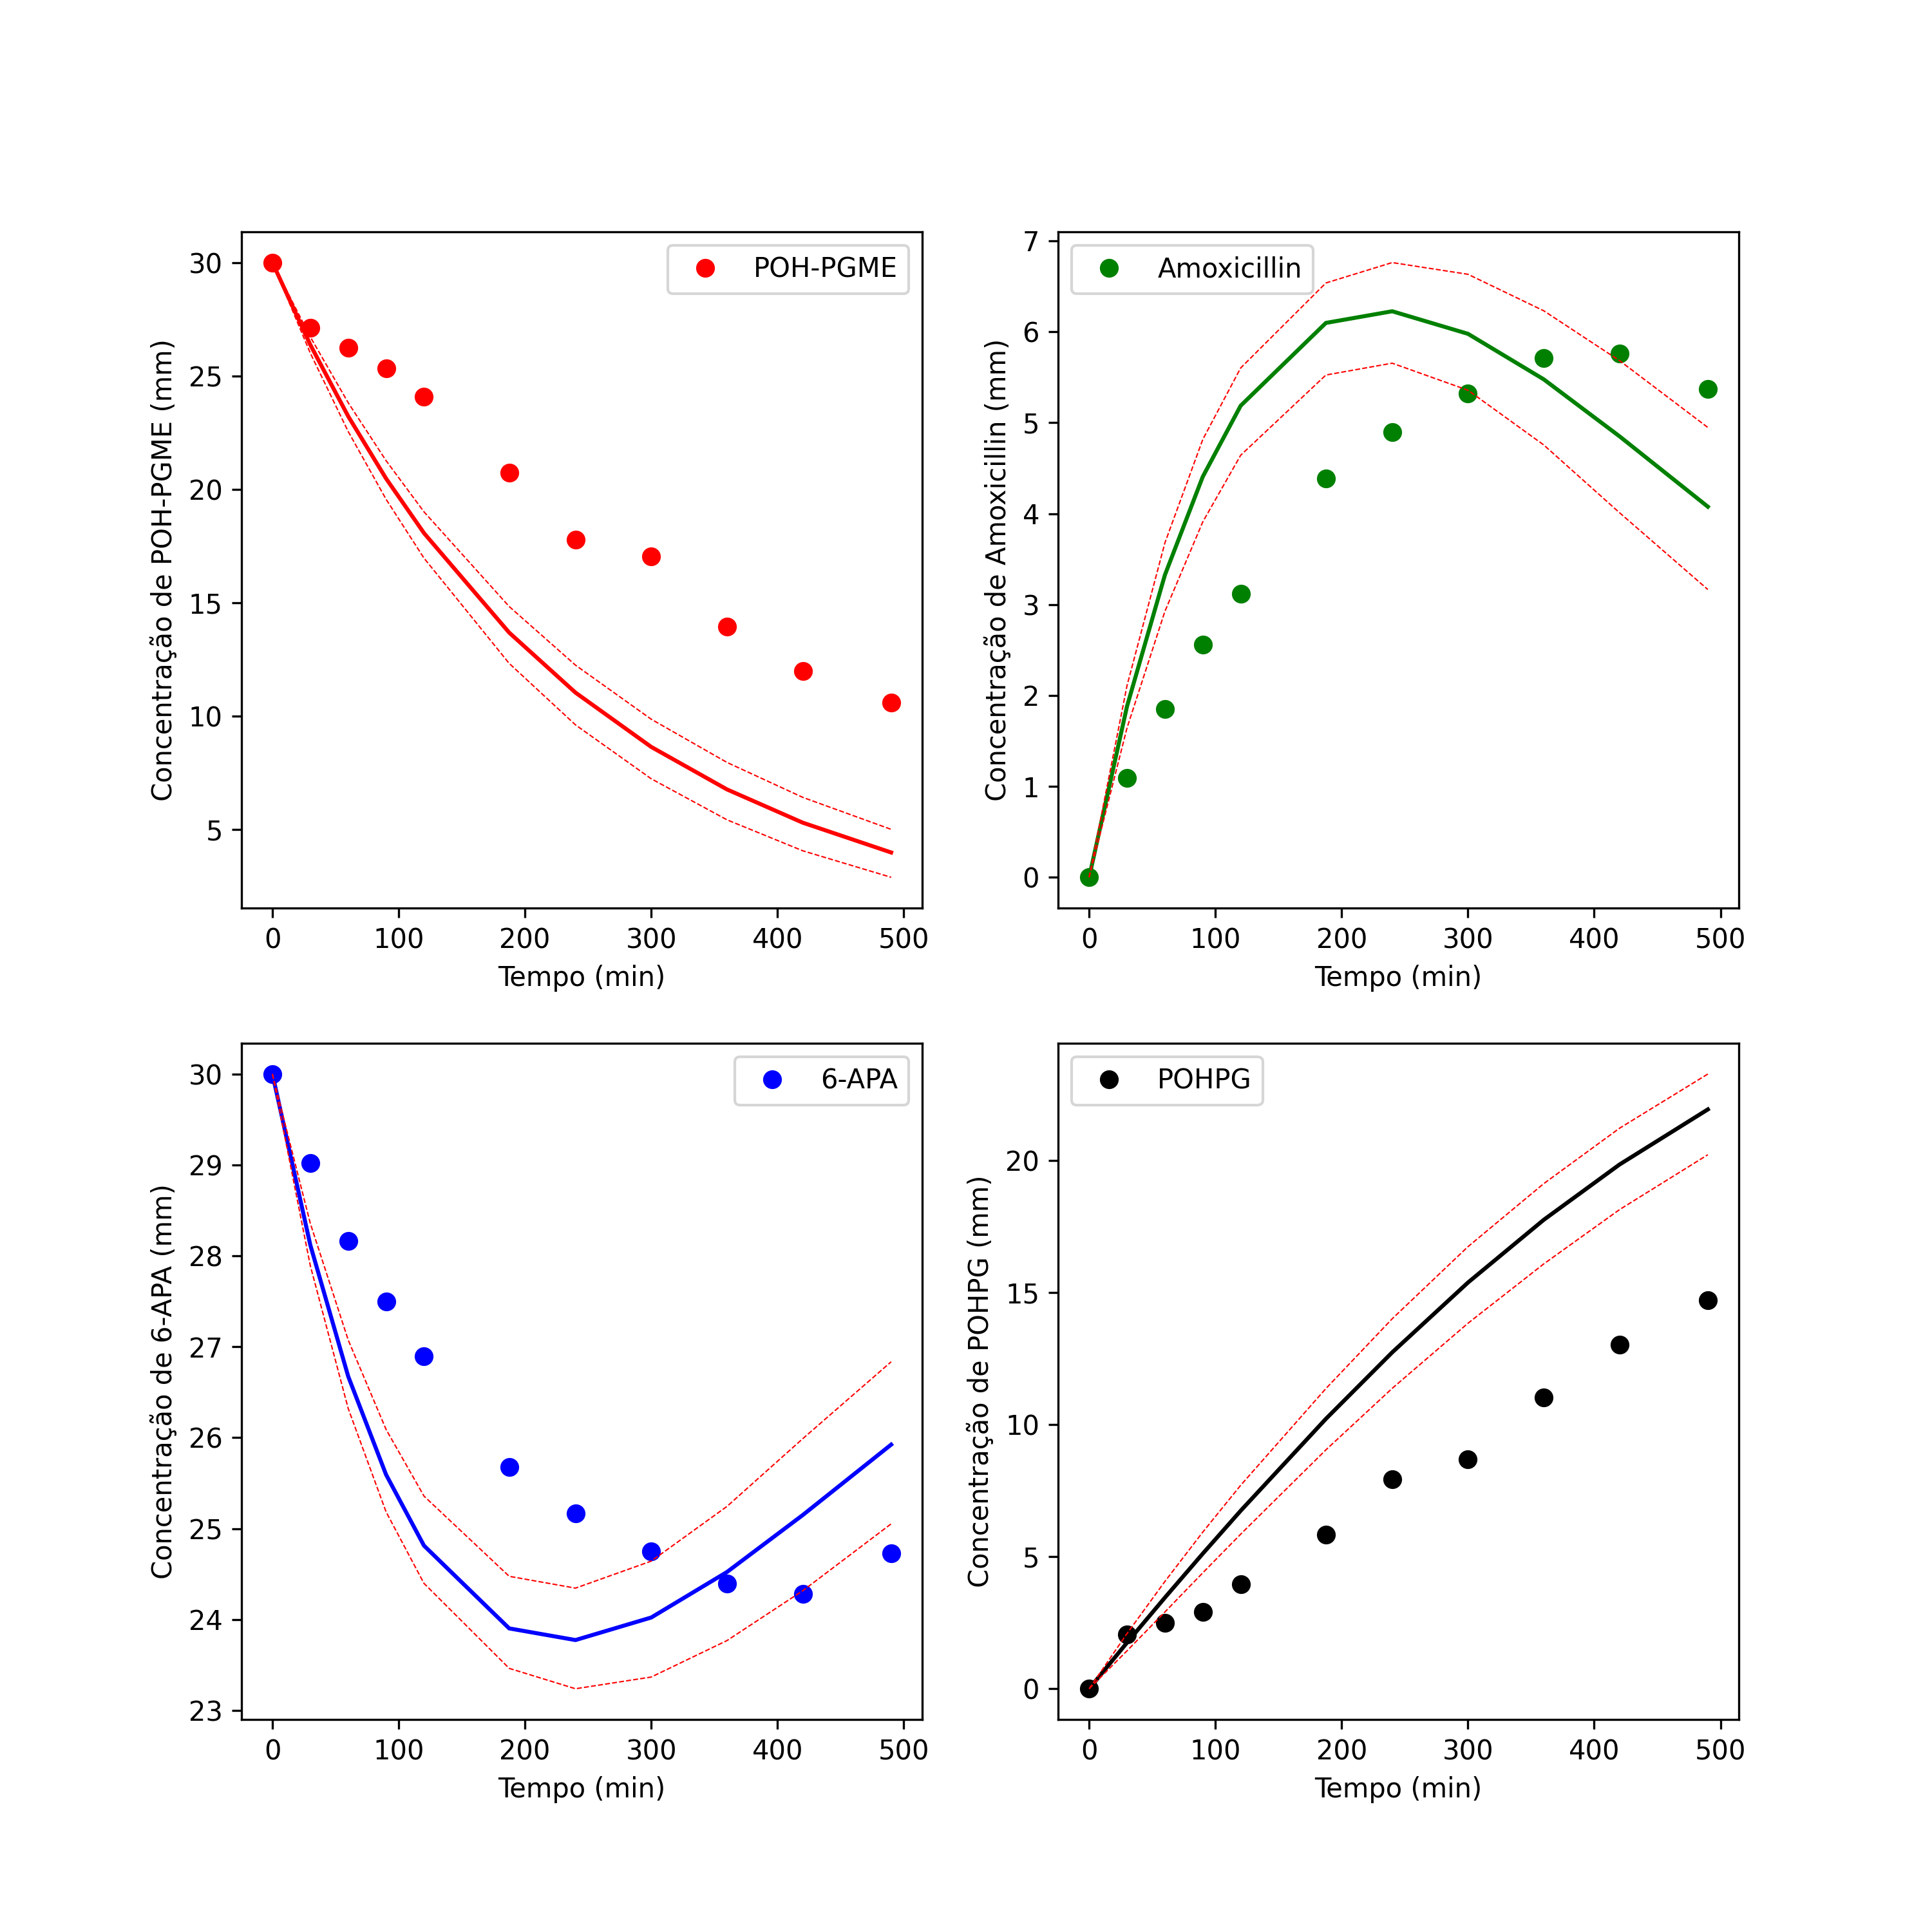 POH-PGME
30
25
20
15
10
5
Concentração de POH-PGME (mm)
0 100 200 300 400 500
Tempo (min)
Amoxicillin
7
6
5
4
3
2
1
0
Concentração de Amoxicillin (mm)
0 100 200 300 400 500
Tempo (min)
6-APA
30
29
28
27
26
25
24
23
Concentração de 6-APA (mm)
0 100 200 300 400 500
Tempo (min)
POHPG
20
15
10
5
0
Concentração de POHPG (mm)
0 100 200 300 400 500
Tempo (min)